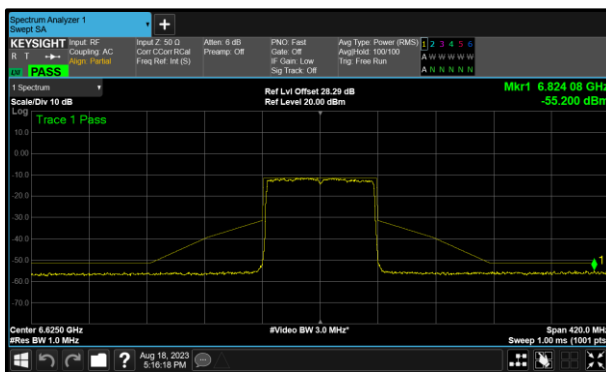 Spectrum Analyzer 1
Swept SA
KEYSIGHT
R T
PASS
Input: RF
Coupling: AC
Align: Partial
Input Z: 50 Ω
Corr CCorr RCal
Freq Ref: Int (S)
Atten: 6 dB
Preamp: Off
PNO: Fast
Gate: Off
IF Gain: Low
Sig Track: Off
Avg Type: Power (RMS)
Avg|Hold: 100/100
Trig: Free Run
1 2 3 4 5 6
A W W W W W
A N N N N N
1 Spectrum
Scale/Div 10 dB
Ref Lvl Offset 28.29 dB
Ref Level 20.00 dBm
Mkr1 6.824 08 GHz
-55.200 dBm
Log
Trace 1 Pass
10.0
0.00
-10.0
-20.0
-30.0
-40.0
-50.0
1
-60.0
-70.0
Center 6.6250 GHz
#Video BW 3.0 MHz*
Span 420.0 MHz
#Res BW 1.0 MHz
Sweep 1.00 ms (1001 pts)
?
Aug 18, 2023
5:16:18 PM